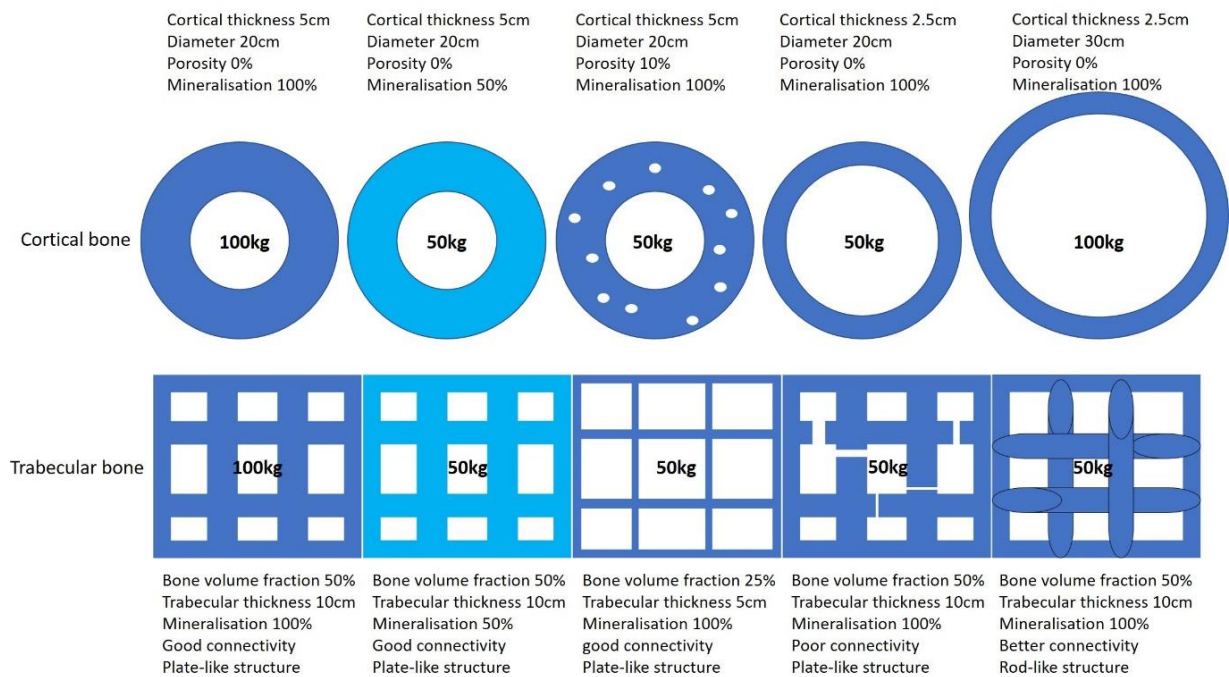 Cortical thickness 5cm
Diameter 20cm
Porosity 0%
Mineralisation 100%
Cortical thickness 5cm
Diameter 20cm
Porosity 0%
Mineralisation 50%
Cortical thickness 5cm
Diameter 20cm
Porosity 10%
Mineralisation 100%
Cortical thickness 2.5cm
Diameter 20cm
Porosity 0%
Mineralisation 100%
Cortical thickness 2.5cm
Diameter 30cm
Porosity 0%
Mineralisation 100%
Cortical bone
100kg
50kg
50kg
50kg
100kg
Trabecular bone
100kg
50kg
50kg
50kg
50kg
Bone volume fraction 50%
Trabecular thickness 10cm
Mineralisation 100%
Good connectivity
Plate-like structure
Bone volume fraction 50%
Trabecular thickness 10cm
Mineralisation 50%
Good connectivity
Plate-like structure
Bone volume fraction 25%
Trabecular thickness 5cm
Mineralisation 100%
good connectivity
Plate-like structure
Bone volume fraction 50%
Trabecular thickness 10cm
Mineralisation 100%
Poor connectivity
Plate-like structure
Bone volume fraction 50%
Trabecular thickness 10cm
Mineralisation 100%
Better connectivity
Rod-like structure